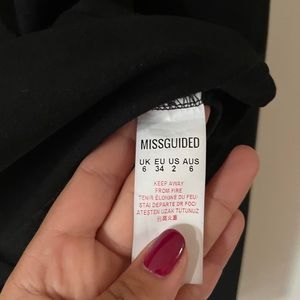 MISSGUIDED
UK EU US AUS
6 34 2 6
KEEP AWAY
FROM FIRE
TENIR ÉLOIGNÉ DU FEU
STAI DEPARTE DE FOC!
ATEŞTEN UZAK TUTUNUZ